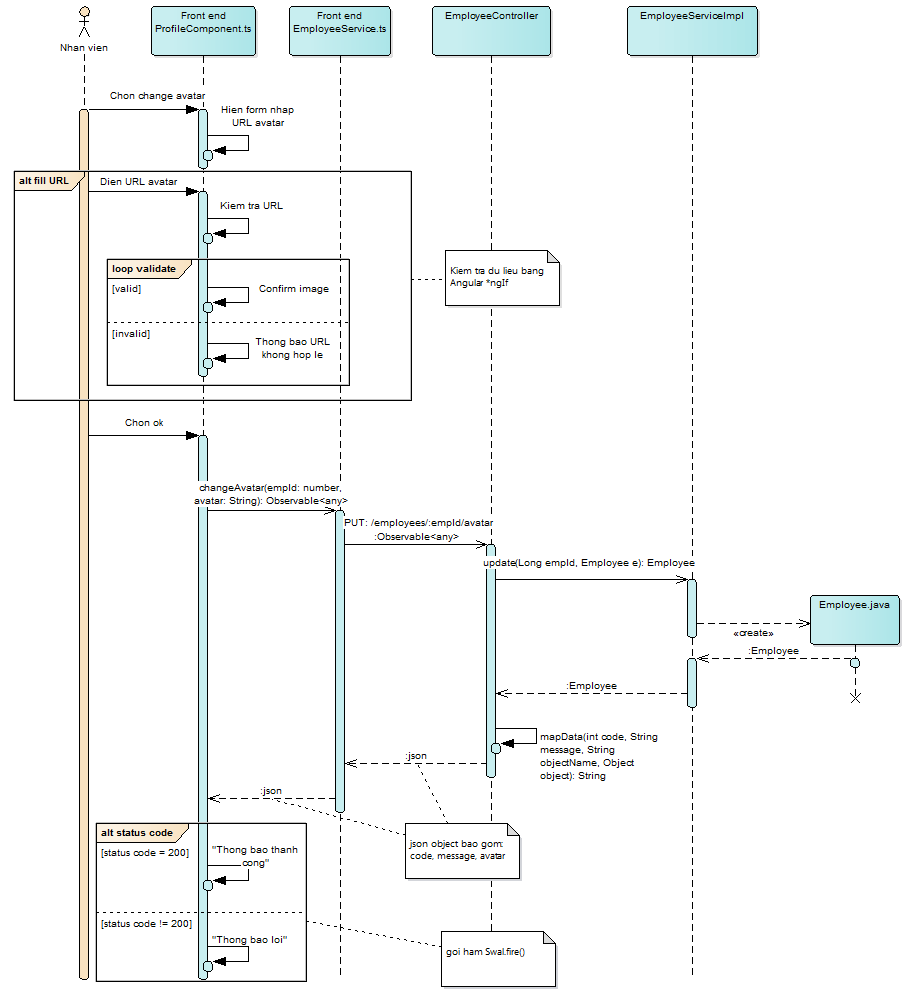 Nhan vien
Front end
ProfileComponent.ts
Front end
EmployeeService.ts
EmployeeController
EmployeeServiceImpl
Chon change avatar
Hien form nhap
URL avatar
alt fill URL
Dien URL avatar
Kiem tra URL
loop validate
[valid]
Confirm image
[invalid]
Thong bao URL
khong hop le
Kiem tra du lieu bang
Angular *ngIf
Chon ok
changeAvatar(empId: number,
avatar: String): Observable<any>
PUT: /employees/:empId/avatar
:Observable<any>
update(Long empId, Employee e): Employee
Employee.java
«create»
:Employee
:Employee
mapData(int code, String
message, String
objectName, Object
object): String
:json
:json
json object bao gom:
code, message, avatar
alt status code
[status code = 200]
"Thong bao thanh
cong"
[status code != 200]
"Thong bao loi"
goi ham Swal.fire()